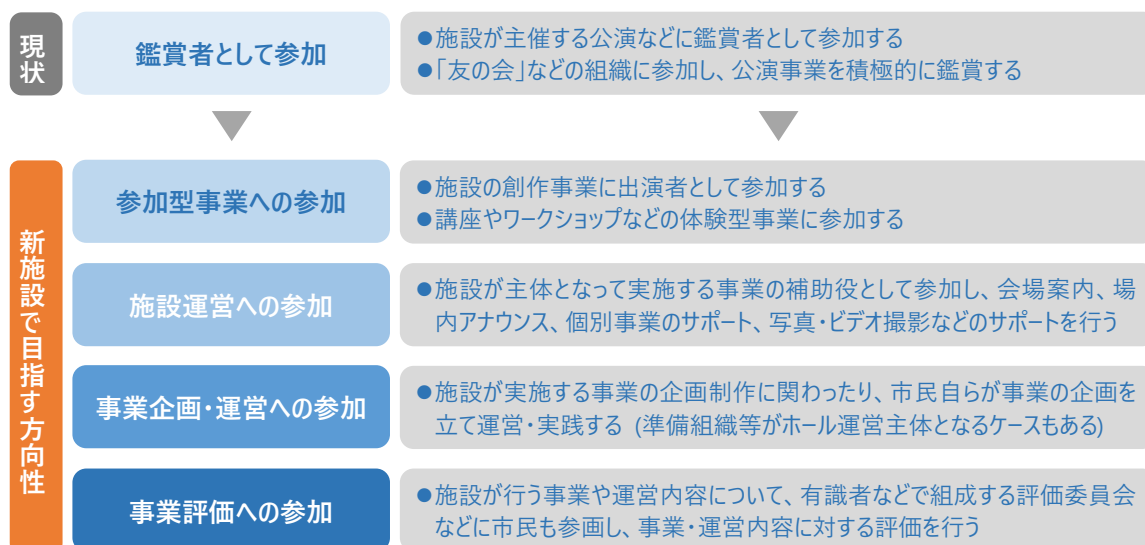 現状
鑑賞者として参加
●施設が主催する公演などに鑑賞者として参加する
●「友の会」などの組織に参加し、公演事業を積極的に鑑賞する
新施設で目指す方向性
参加型事業への参加
●施設の創作事業に出演者として参加する
●講座やワークショップなどの体験型事業に参加する
施設運営への参加
●施設が主体となって実施する事業の補助役として参加し、会場案内、場
内アナウンス、個別事業のサポート、写真・ビデオ撮影などのサポートを行う
事業企画・運営への参加
●施設が実施する事業の企画制作に関わったり、市民自らが事業の企画を
立て運営・実践する (準備組織等がホール運営主体となるケースもある)
事業評価への参加
●施設が行う事業や運営内容について、有識者などで組成する評価委員会
などに市民も参画し、事業・運営内容に対する評価を行う